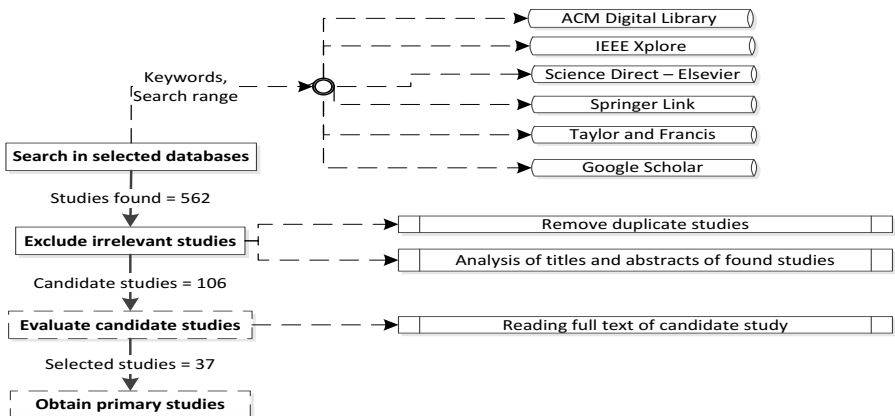 ACM Digital Library
IEEE Xplore
Science Direct – Elsevier
Springer Link
Taylor and Francis
Google Scholar
Keywords,
Search range
Search in selected databases
Studies found = 562
Exclude irrelevant studies
Remove duplicate studies
Analysis of titles and abstracts of found studies
Candidate studies = 106
Evaluate candidate studies
Reading full text of candidate study
Selected studies = 37
Obtain primary studies